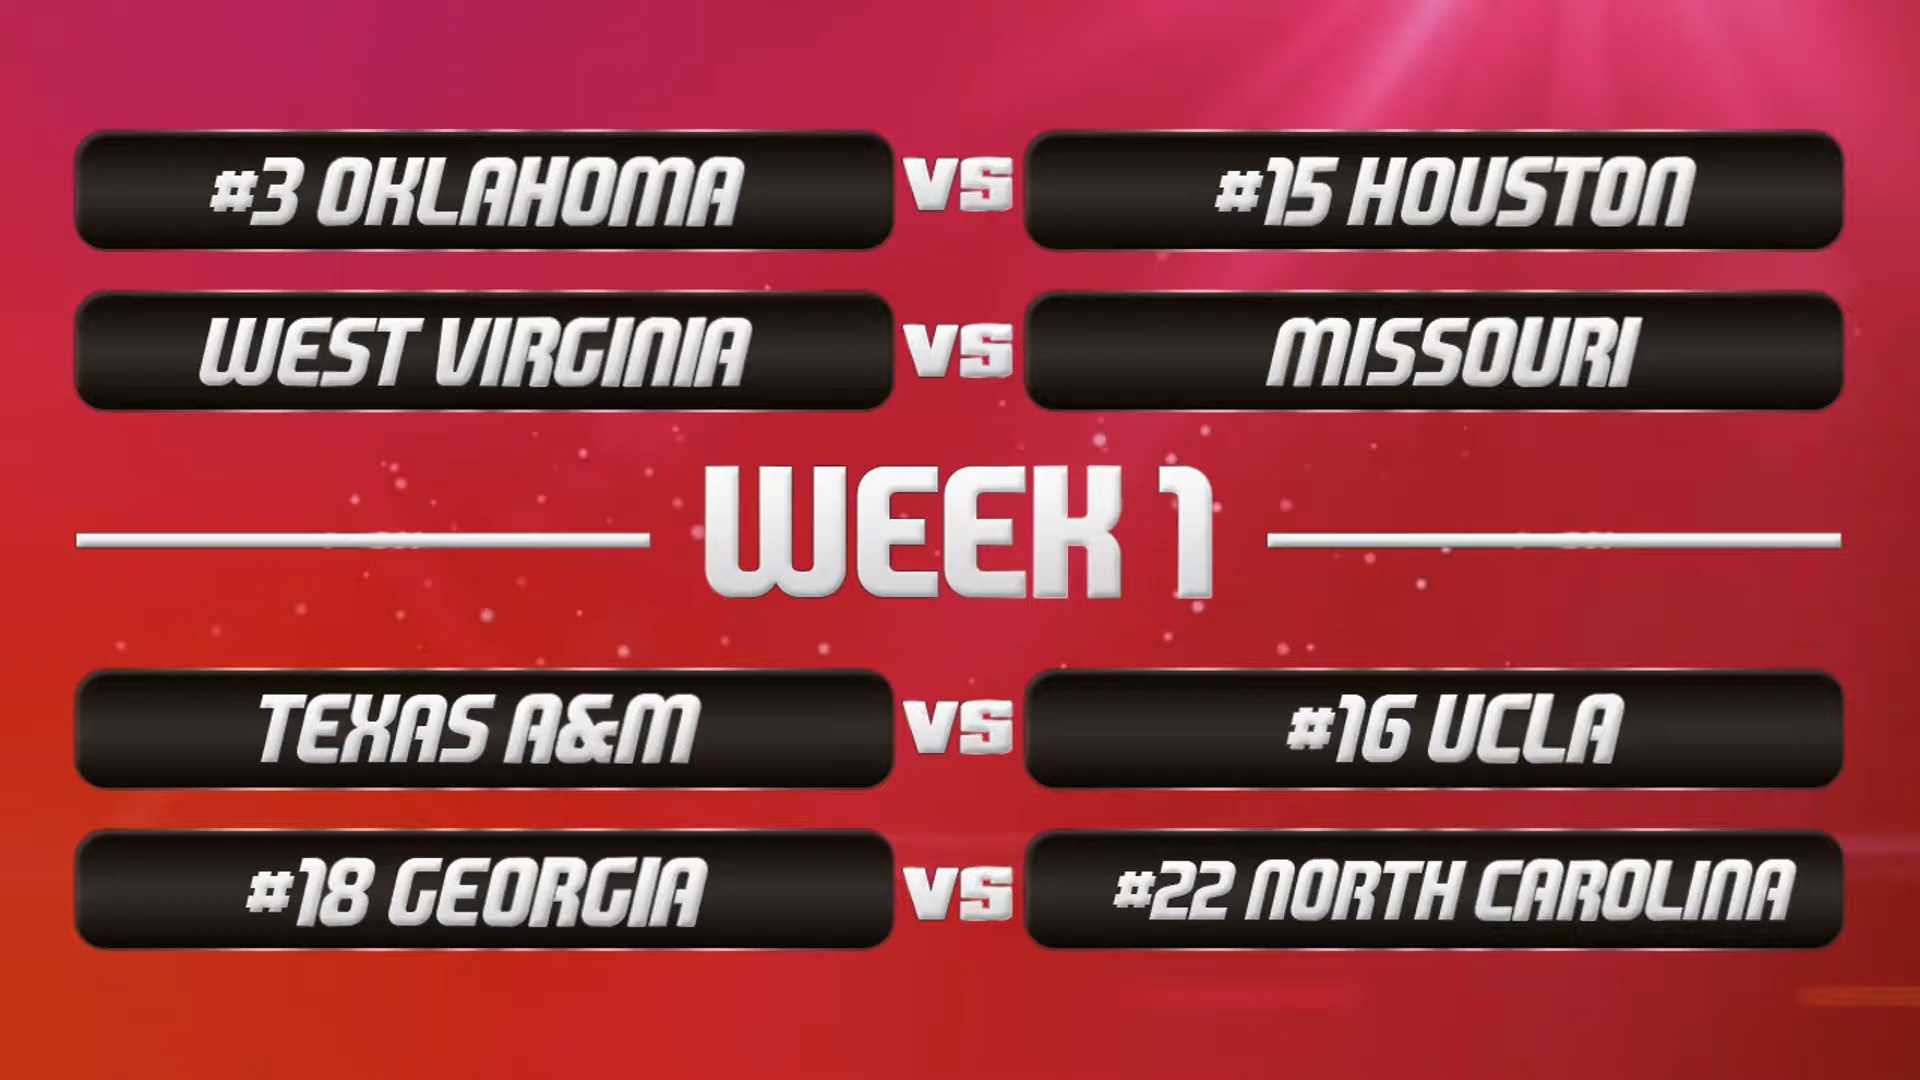 #3 OKLAHOMA VS #15 HOUSTON
WEST VIRGINIA VS MISSOURI
WEEK 1
TEXAS A&M VS #16 UCLA
#18 GEORGIA VS #22 NORTH CAROLINA